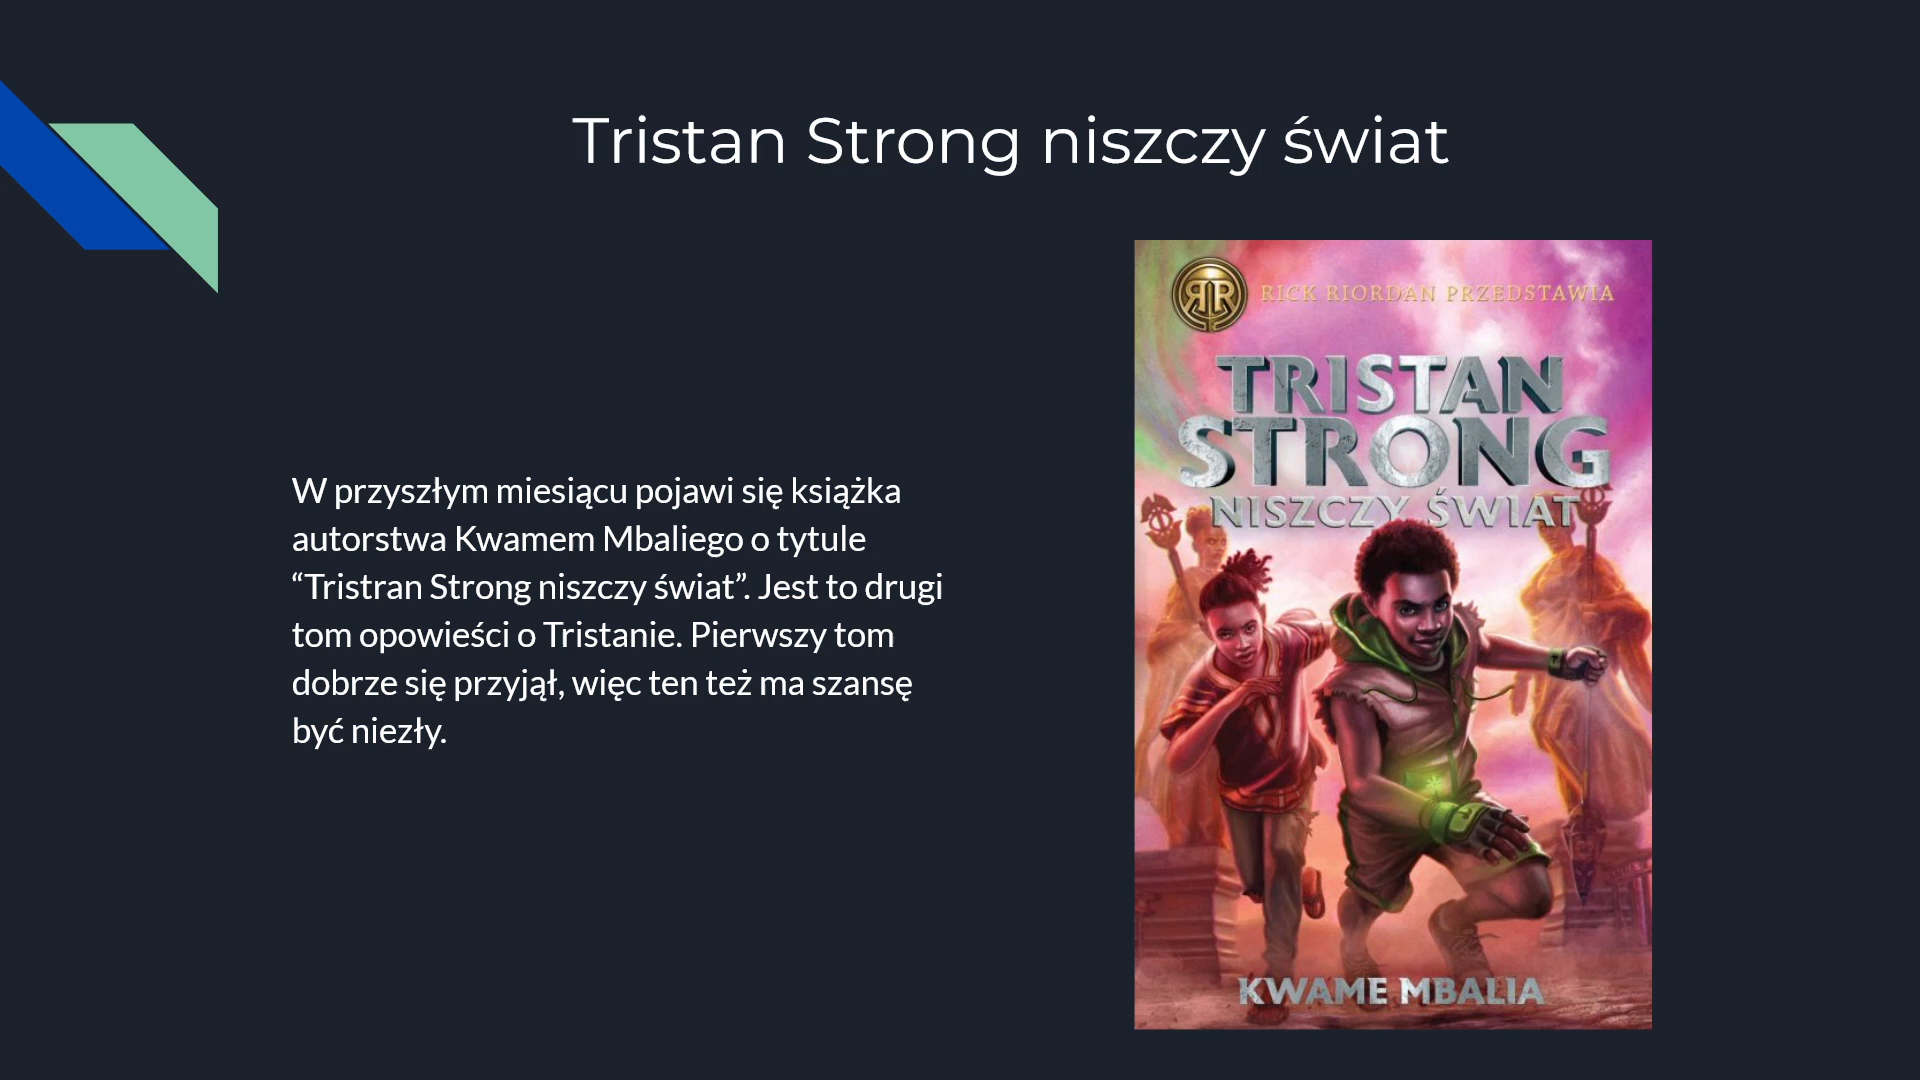 Tristan Strong niszczy świat
W przyszłym miesiącu pojawi się książka
autorstwa Kwamem Mbaliego o tytule
“Tristran Strong niszczy świat”. Jest to drugi
tom opowieści o Tristanie. Pierwszy tom
dobrze się przyjął, więc ten też ma szansę
być niezły.
RR RICK RIORDAN PRZEDSTAWIA
TRISTAN
STRONG
NISZCZY ŚWIAT
KWAME MBALIA